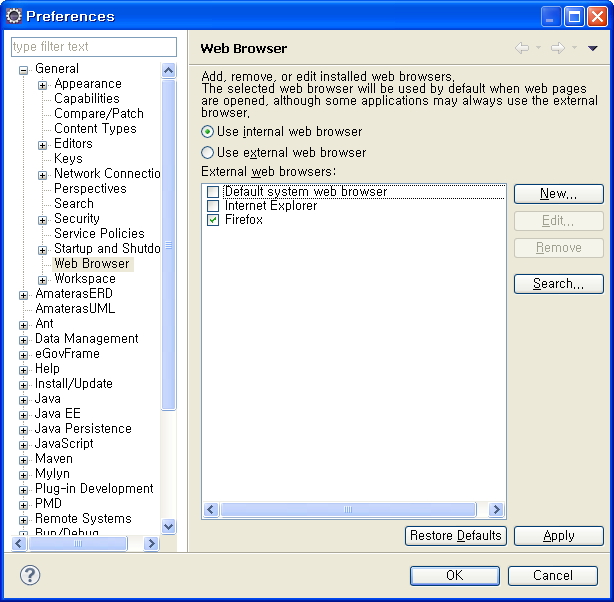 Preferences
type filter text
General
Appearance
Capabilities
Compare/Patch
Content Types
Editors
Keys
Network Connectio
Perspectives
Search
Security
Service Policies
Startup and Shutdo
Web Browser
Workspace
AmaterasERD
AmaterasUML
Ant
Data Management
eGovFrame
Help
Install/Update
Java
Java EE
Java Persistence
JavaScript
Maven
Mylyn
Plug-in Development
PMD
Remote Systems
Run/Debug
Web Browser
Add, remove, or edit installed web browsers.
The selected web browser will be used by default when web pages
are opened, although some applications may always use the external
browser.
Use internal web browser
Use external web browser
External web browsers:
Default system web browser
Internet Explorer
Firefox
New...
Edit...
Remove
Search...
Restore Defaults
Apply
?
OK
Cancel